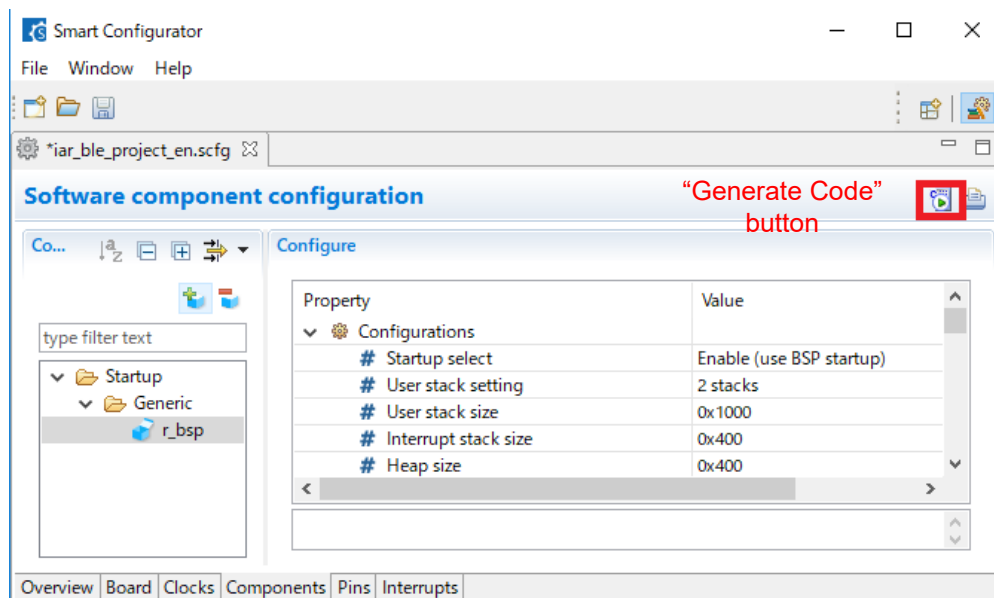 Smart Configurator
File Window Help
*iar_ble_project_en.scfg
Software component configuration
“Generate Code”
button
Co...
Configure
type filter text
Startup
Generic
r_bsp
Property Value
Configurations
# Startup select Enable (use BSP startup)
# User stack setting 2 stacks
# User stack size 0x1000
# Interrupt stack size 0x400
# Heap size 0x400
Overview Board Clocks Components Pins Interrupts